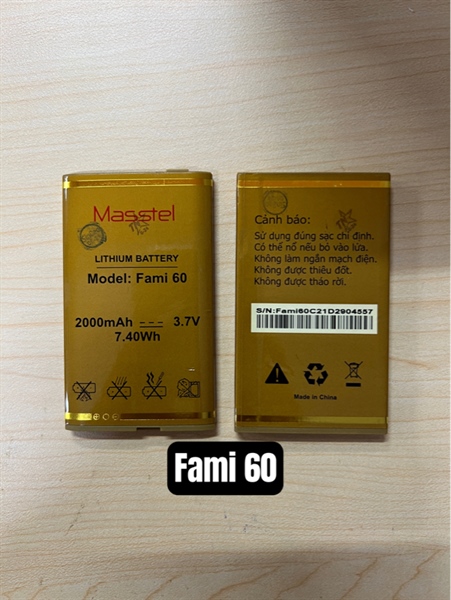 Masstel
LITHIUM BATTERY
Model: Fami 60
2000mAh --- 3.7V
7.40Wh
Cảnh báo:
Sử dụng đúng sạc chỉ định.
Có thể nổ nếu bỏ vào lửa.
Không làm ngắn mạch điện.
Không được thiêu đốt.
Không được tháo rời.
S/N:Fami60C21D2904557
Made in China
Fami 60